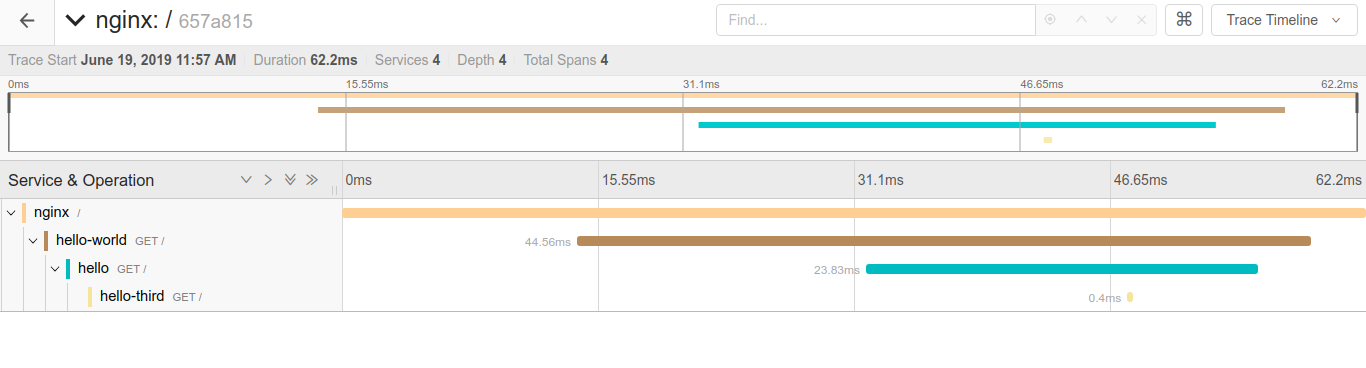 nginx: / 657a815 Find... ⌘ Trace Timeline
Trace Start June 19, 2019 11:57 AM Duration 62.2ms Services 4 Depth 4 Total Spans 4
0ms 15.55ms 31.1ms 46.65ms 62.2ms
Service & Operation 0ms 15.55ms 31.1ms 46.65ms 62.2ms
nginx /
hello-world GET / 44.56ms
hello GET / 23.83ms
hello-third GET / 0.4ms